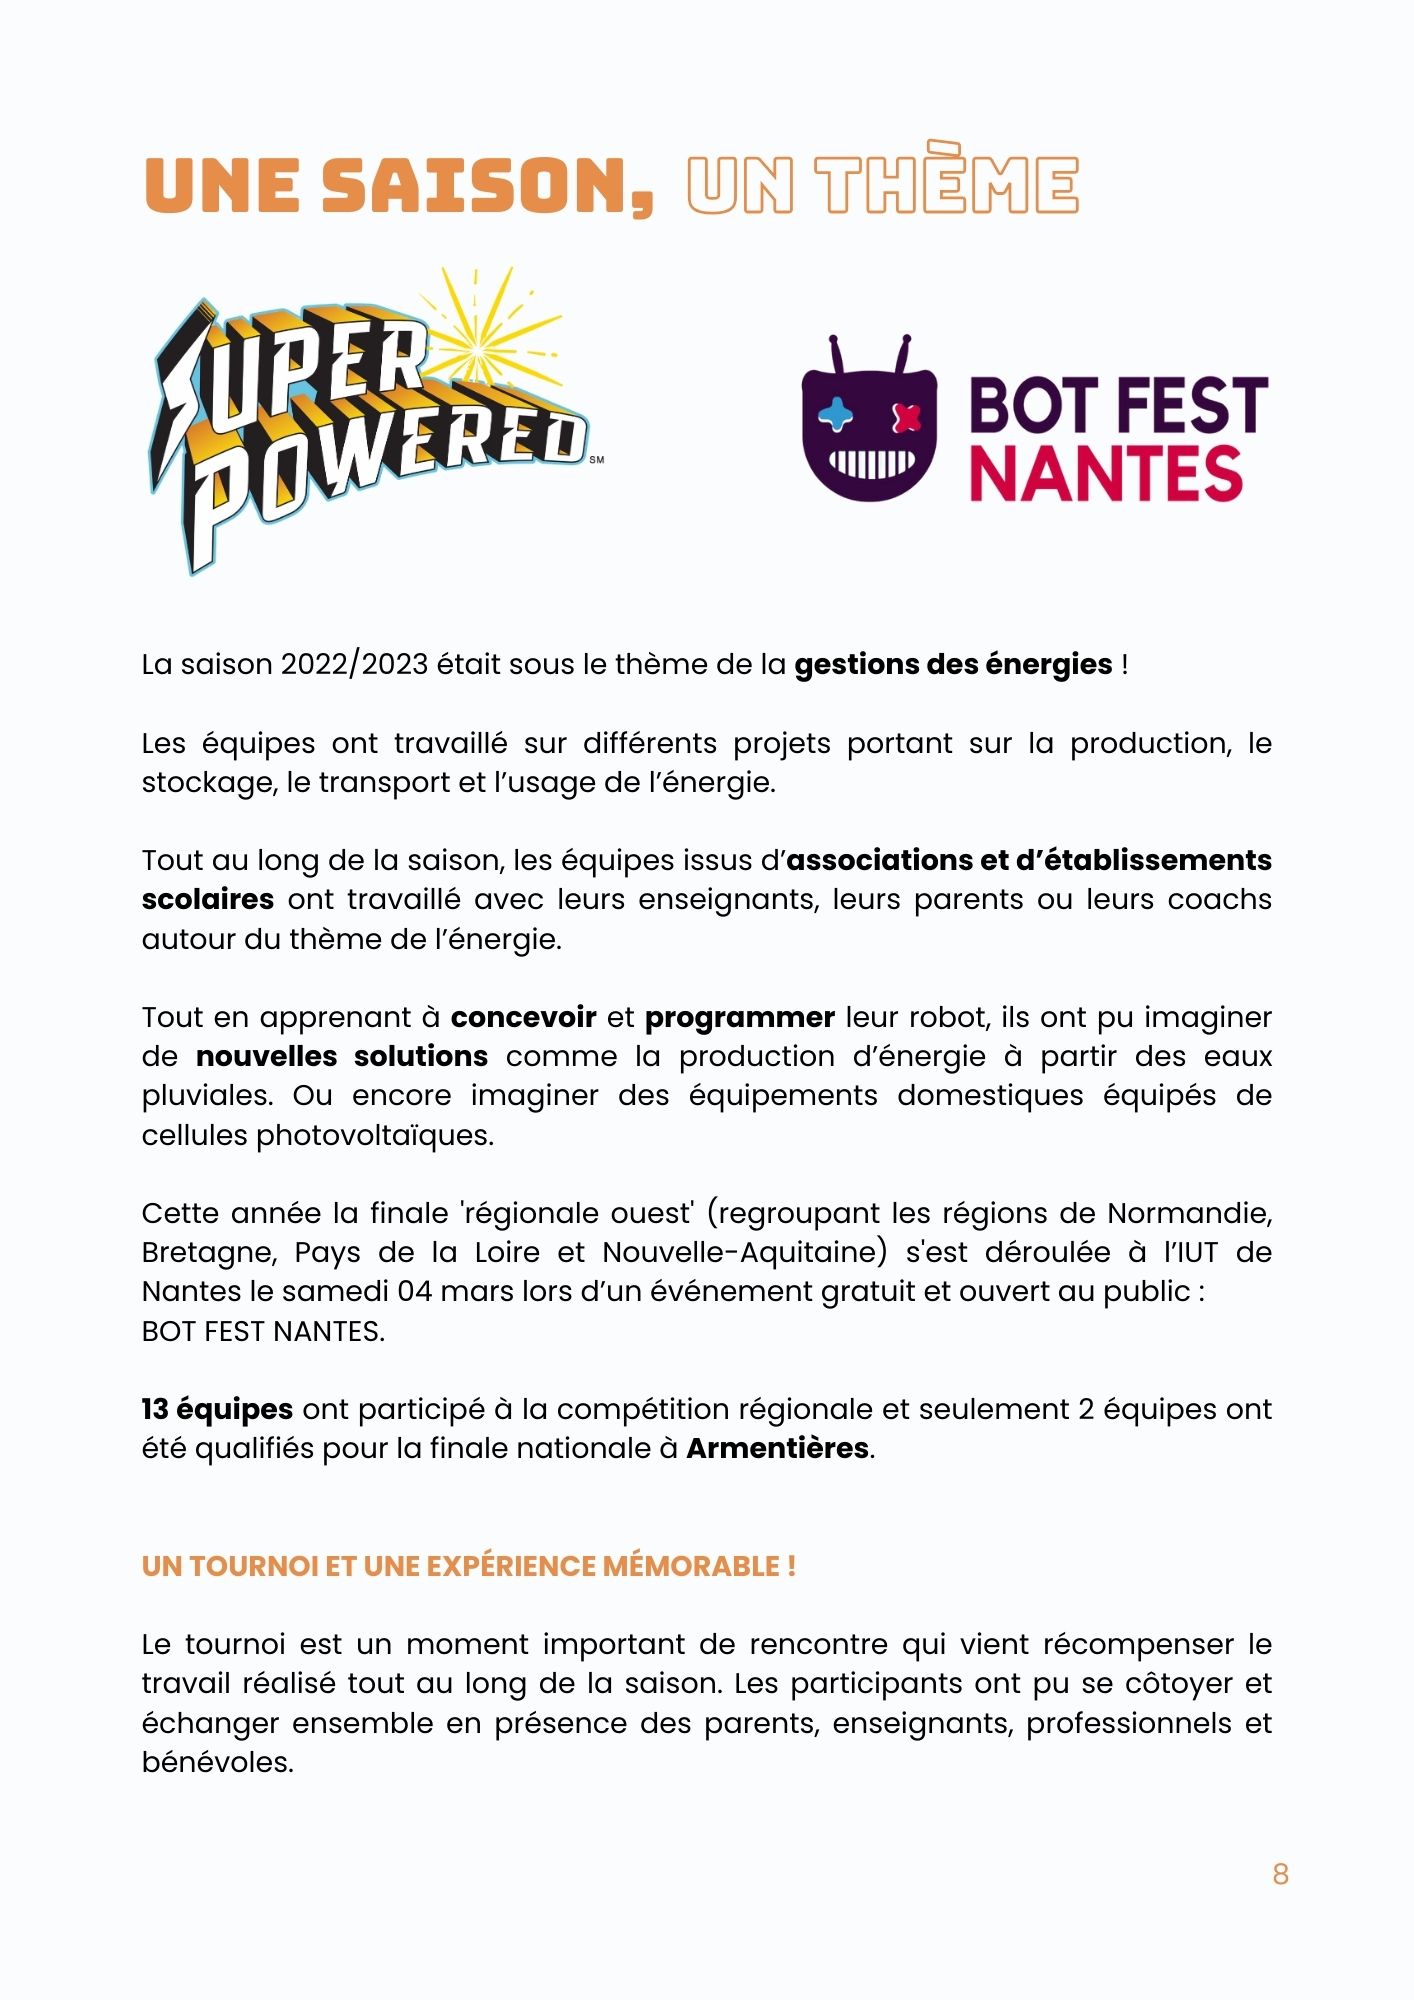 UNE SAISON, UN THÈME
SUPER
POWERED
SM
BOT FEST
NANTES
La saison 2022/2023 était sous le thème de la gestions des énergies !
Les équipes ont travaillé sur différents projets portant sur la production, le
stockage, le transport et l’usage de l’énergie.
Tout au long de la saison, les équipes issus d’associations et d’établissements
scolaires ont travaillé avec leurs enseignants, leurs parents ou leurs coachs
autour du thème de l’énergie.
Tout en apprenant à concevoir et programmer leur robot, ils ont pu imaginer
de nouvelles solutions comme la production d’énergie à partir des eaux
pluviales. Ou encore imaginer des équipements domestiques équipés de
cellules photovoltaïques.
Cette année la finale 'régionale ouest' (regroupant les régions de Normandie,
Bretagne, Pays de la Loire et Nouvelle-Aquitaine) s'est déroulée à l’IUT de
Nantes le samedi 04 mars lors d’un événement gratuit et ouvert au public :
BOT FEST NANTES.
13 équipes ont participé à la compétition régionale et seulement 2 équipes ont
été qualifiés pour la finale nationale à Armentières.
UN TOURNOI ET UNE EXPÉRIENCE MÉMORABLE !
Le tournoi est un moment important de rencontre qui vient récompenser le
travail réalisé tout au long de la saison. Les participants ont pu se côtoyer et
échanger ensemble en présence des parents, enseignants, professionnels et
bénévoles.
8